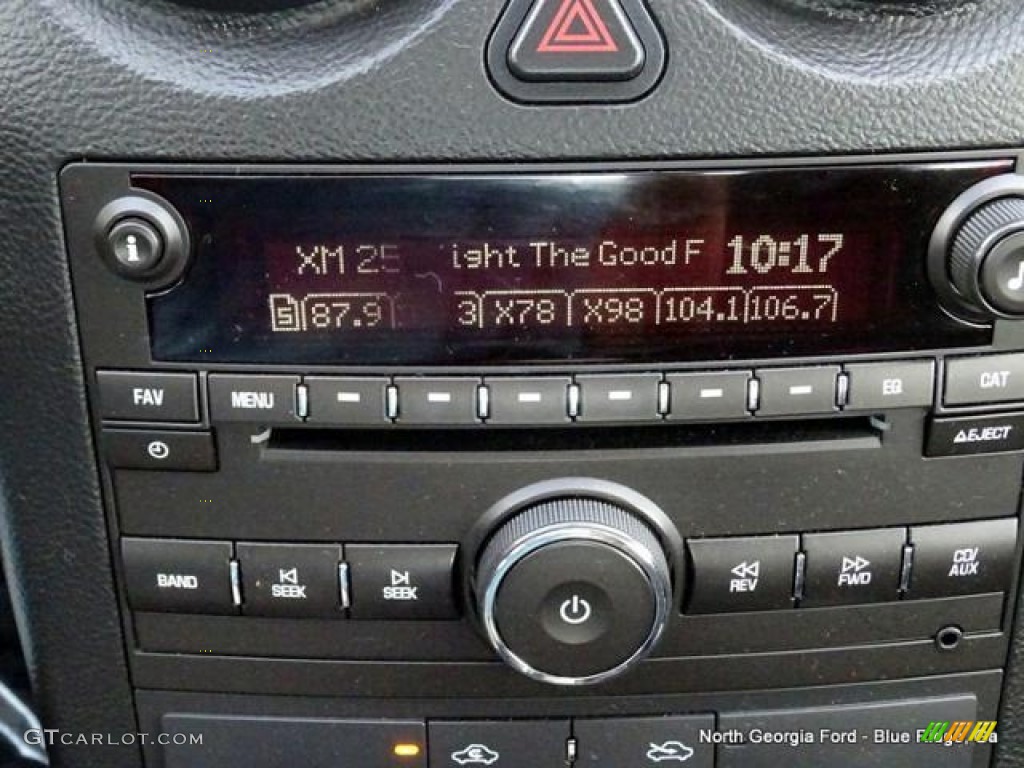 i
XM 25 ight The Good F 10:17
5 87.9 3 X78 X98 104.1 106.7
FAV MENU EQ CAT
EJECT
BAND SEEK SEEK REV FWD CD/
AUX
GTCARLOT.COM
North Georgia Ford - Blue Ridge, Ga